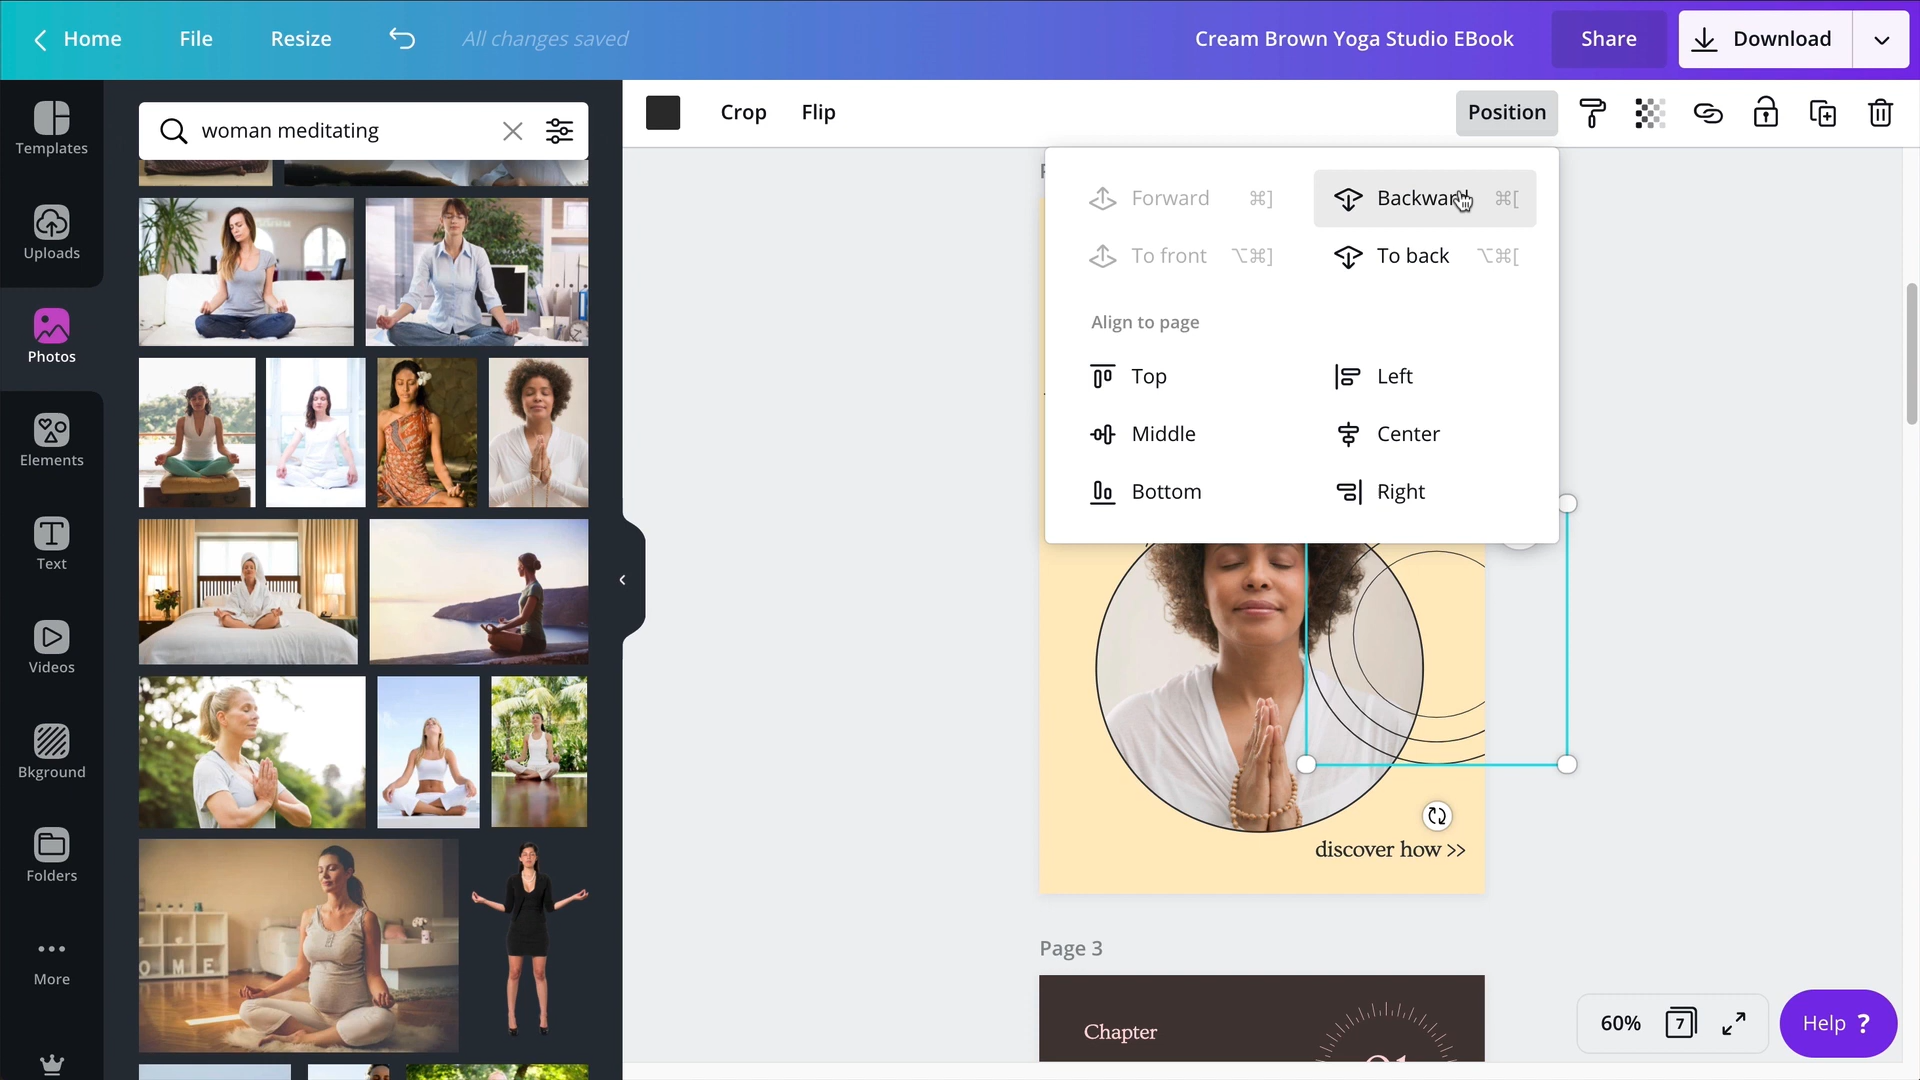 Home
File
Resize
All changes saved
Cream Brown Yoga Studio EBook
Share
Download
Templates
Uploads
Photos
Elements
Text
Videos
Bkground
Folders
More
woman meditating
Crop
Flip
Position
Forward ⌘]
Backward ⌘[
To front ⌥⌘]
To back ⌥⌘[
Align to page
Top
Left
Middle
Center
Bottom
Right
discover how >>
Page 3
Chapter
01
HOME
60%
7
Help ?